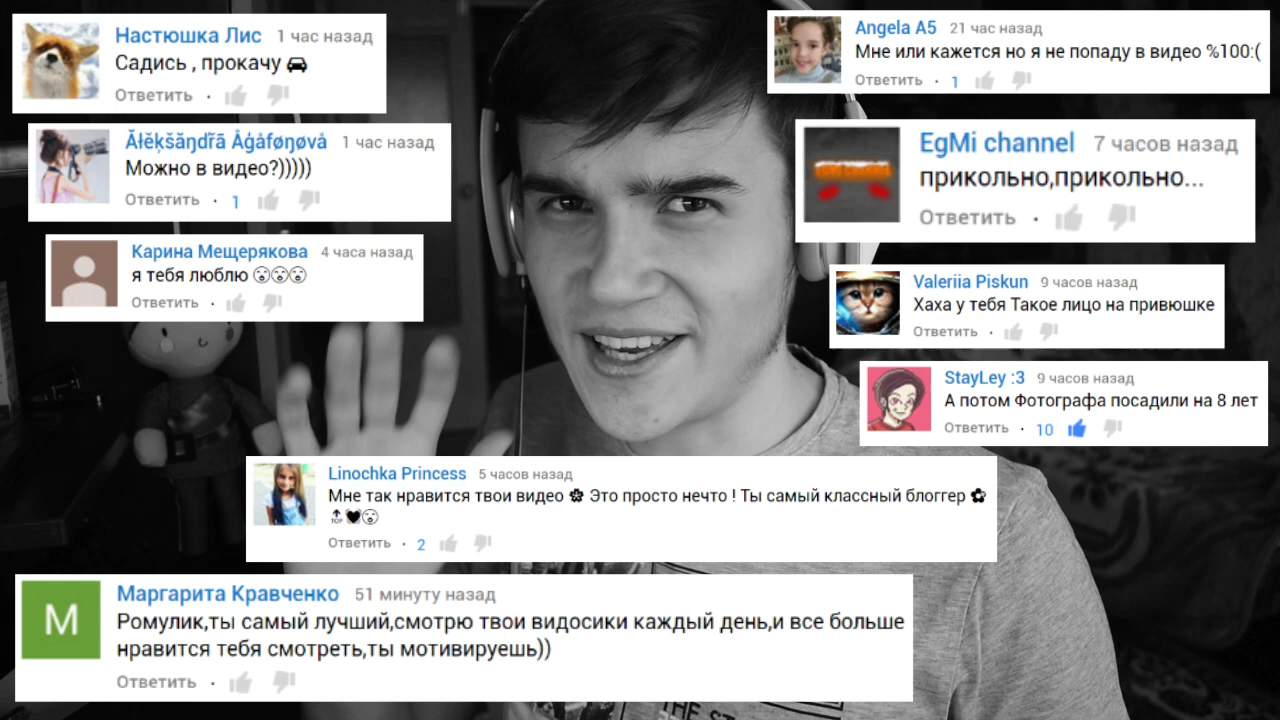 Настюшка Лис 1 час назад
Садись , прокачу 🚘
Ответить
Ăłěķšăŋďřā Åģåføŋøvå 1 час назад
Можно в видео?)))))
Ответить · 1
Карина Мещерякова 4 часа назад
я тебя люблю 😲😲😲
Ответить
Angela A5 21 час назад
Мне или кажется но я не попаду в видео %100:(
Ответить · 1
EgMi channel 7 часов назад
прикольно,прикольно...
Ответить
Valeriia Piskun 9 часов назад
Хаха у тебя Такое лицо на привюшке
Ответить
StayLey :3 9 часов назад
А потом Фотографа посадили на 8 лет
Ответить · 10
Linochka Princess 5 часов назад
Мне так нравится твои видео ✿ Это просто нечто ! Ты самый классный блоггер ✿
🔝🖤😲
Ответить · 2
Маргарита Кравченко 51 минуту назад
М
Ромулик,ты самый лучший,смотрю твои видосики каждый день,и все больше
нравится тебя смотреть,ты мотивируешь))
Ответить
THE ST